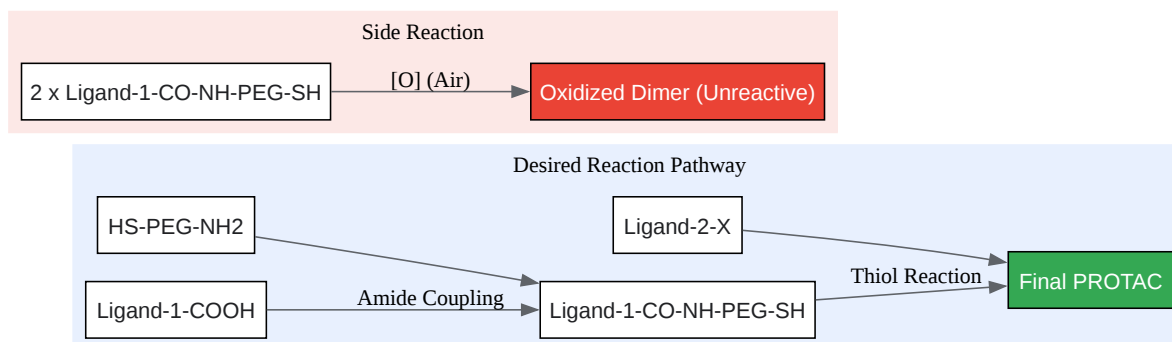 Side Reaction
2 x Ligand-1-CO-NH-PEG-SH
[O] (Air)
Oxidized Dimer (Unreactive)
Desired Reaction Pathway
HS-PEG-NH2
Ligand-2-X
Ligand-1-COOH
Amide Coupling
Ligand-1-CO-NH-PEG-SH
Thiol Reaction
Final PROTAC